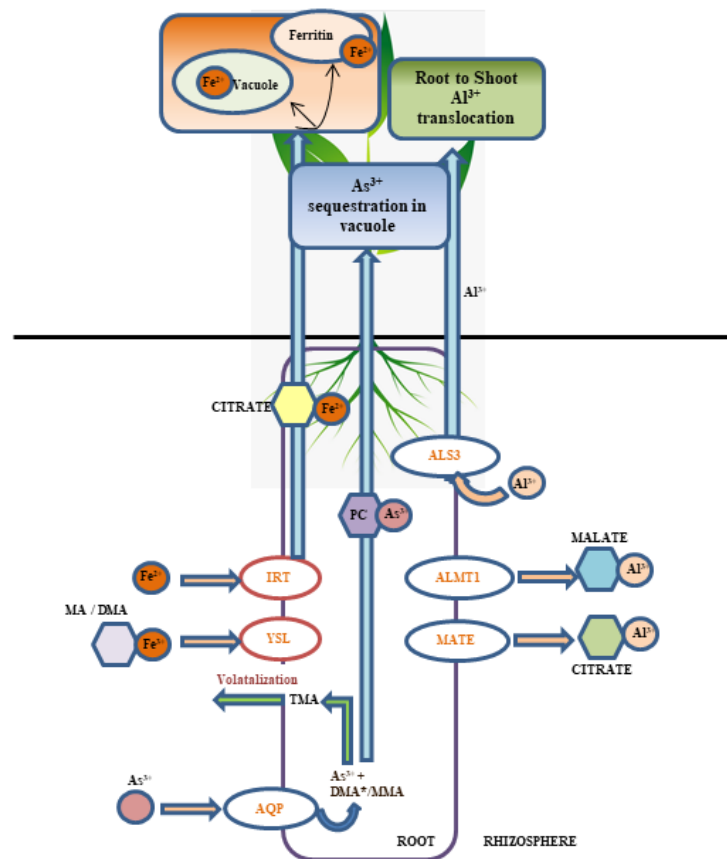 Ferritin
Fe²⁺
Fe²⁺
Vacuole
Root to Shoot
Al³⁺
translocation
As³⁺
sequestration in
vacuole
Al³⁺
CITRATE
Fe²⁺
ALS3
Al³⁺
PC
As³⁺
MALATE
Fe²⁺
IRT
ALMT1
Al³⁺
MA / DMA
Fe³⁺
YSL
MATE
Al³⁺
CITRATE
Volatalization
TMA
As³⁺
As³⁺ +
DMA*/MMA
AQP
ROOT
RHIZOSPHERE